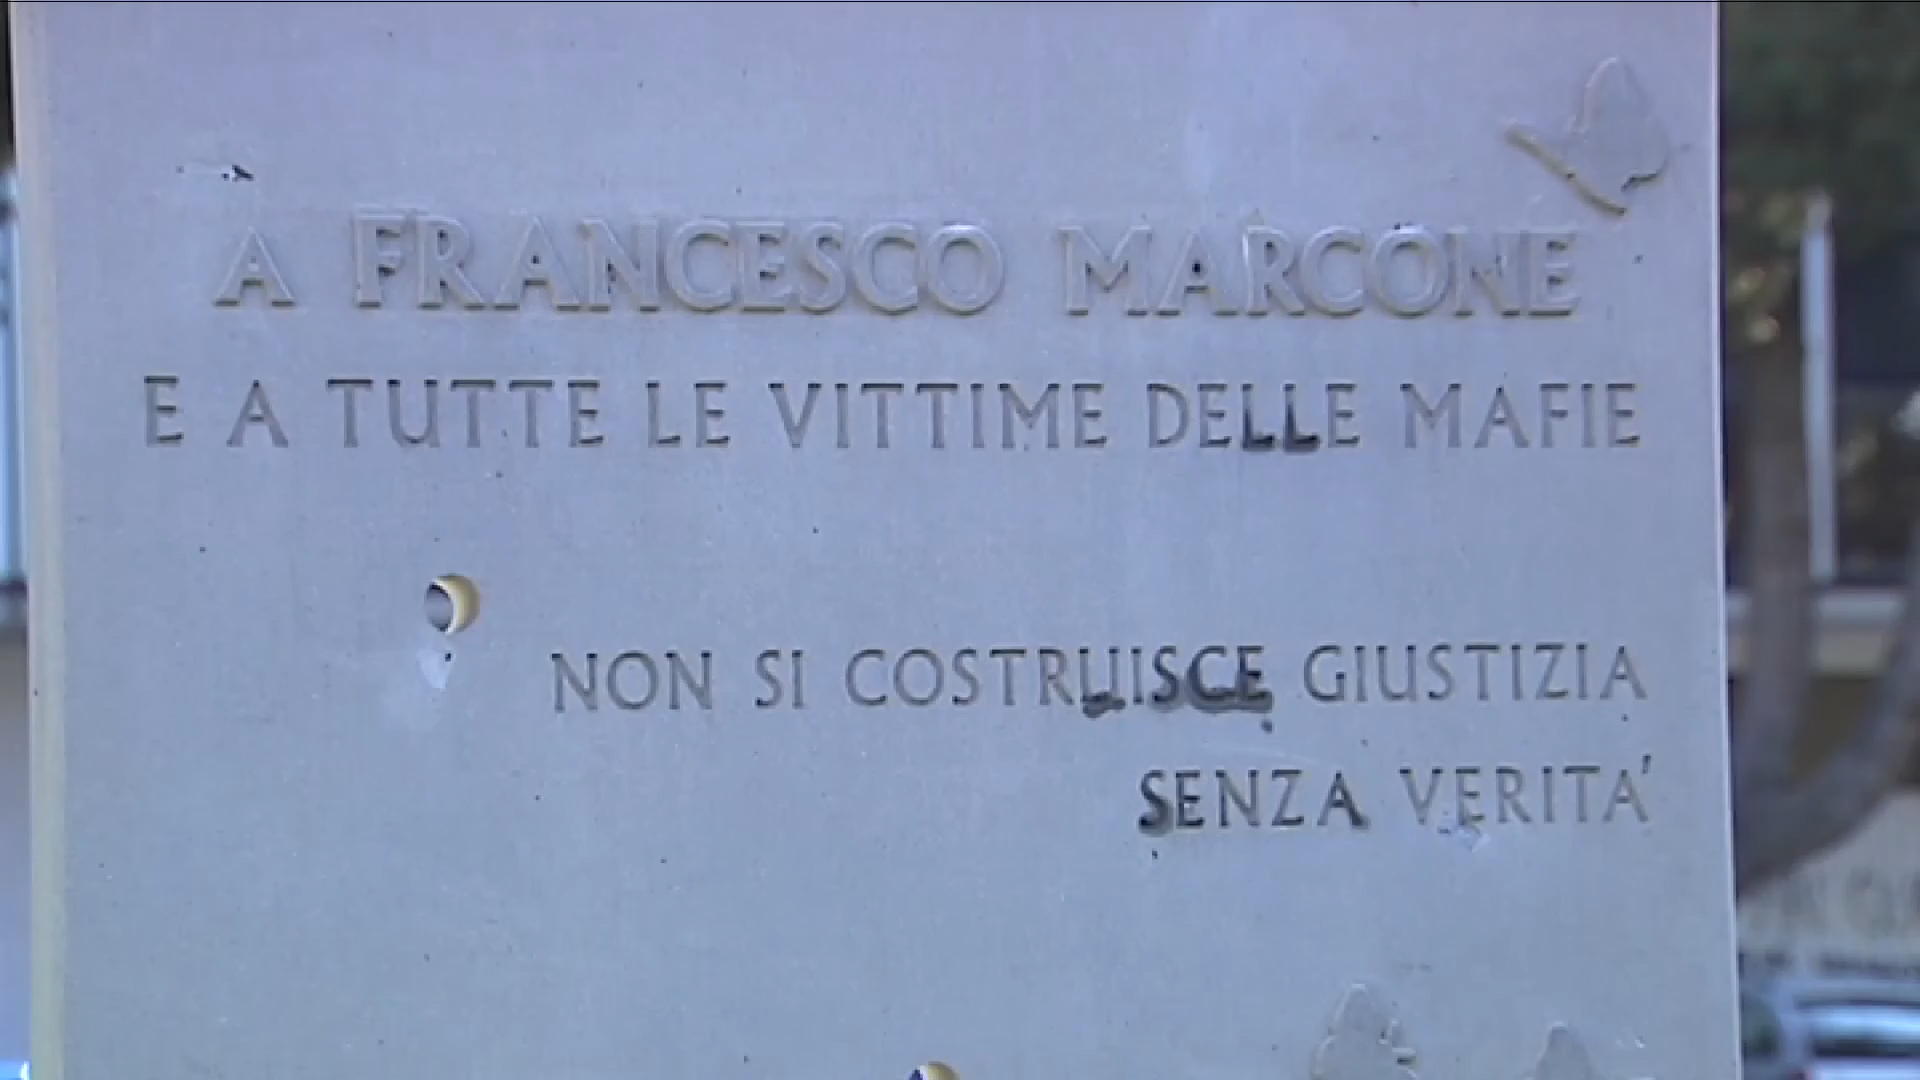 A FRANCESCO MARCONE
E A TUTTE LE VITTIME DELLE MAFIE
NON SI COSTRUISCE GIUSTIZIA
SENZA VERITA'